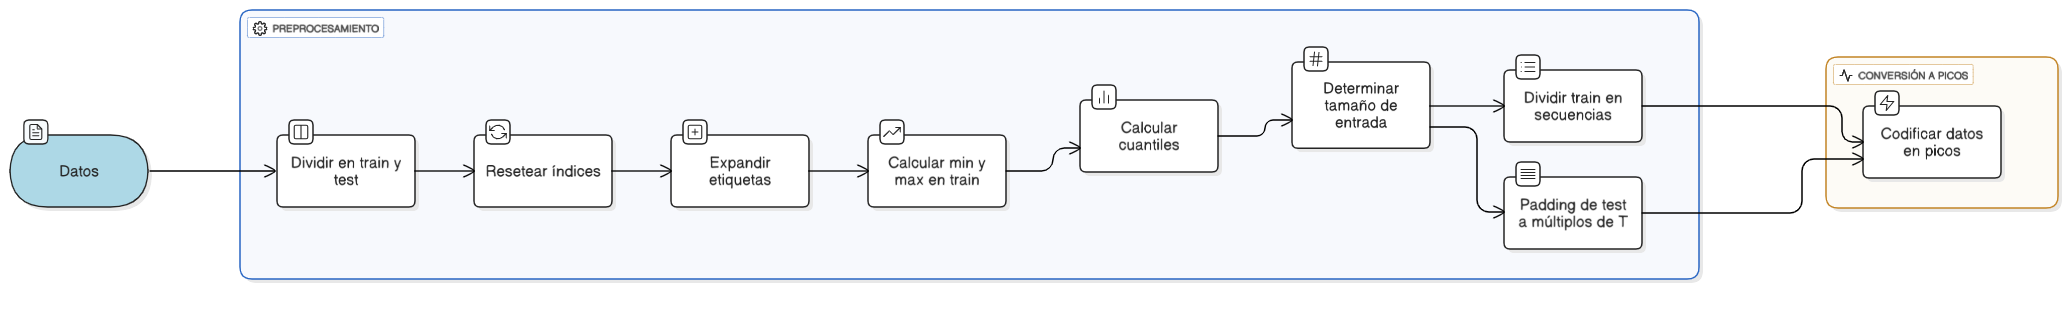 PREPROCESAMIENTO
Datos
Dividir en train y
test
Resetear índices
Expandir
etiquetas
Calcular min y
max en train
Calcular
cuantiles
Determinar
tamaño de
entrada
Dividir train en
secuencias
Padding de test
a múltiplos de T
CONVERSIÓN A PICOS
Codificar datos
en picos